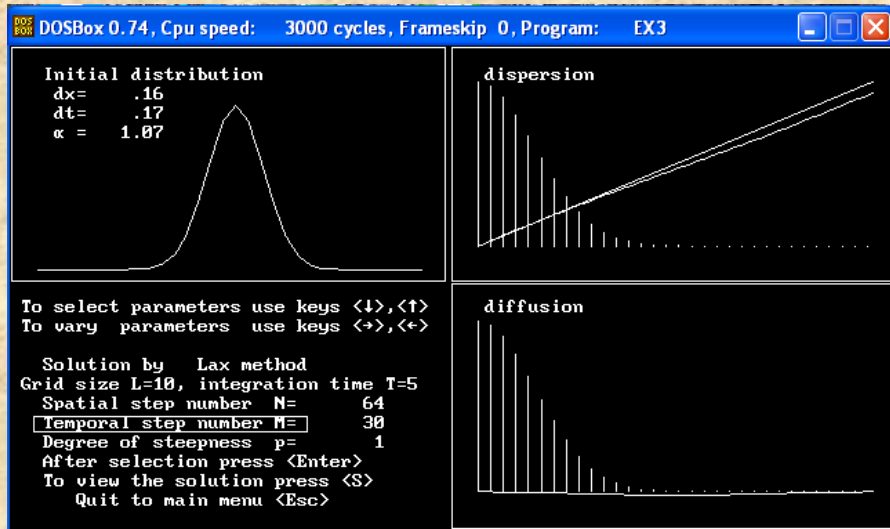 DOSBox 0.74, Cpu speed: 3000 cycles, Frameskip 0, Program: EX3
Initial distribution
dx= .16
dt= .17
α = 1.07
dispersion
To select parameters use keys <↓>,<↑>
To vary parameters use keys <→>,<←>
Solution by Lax method
Grid size L=10, integration time T=5
Spatial step number N= 64
Temporal step number M= 30
Degree of steepness p= 1
After selection press <Enter>
To view the solution press <S>
Quit to main menu <Esc>
diffusion